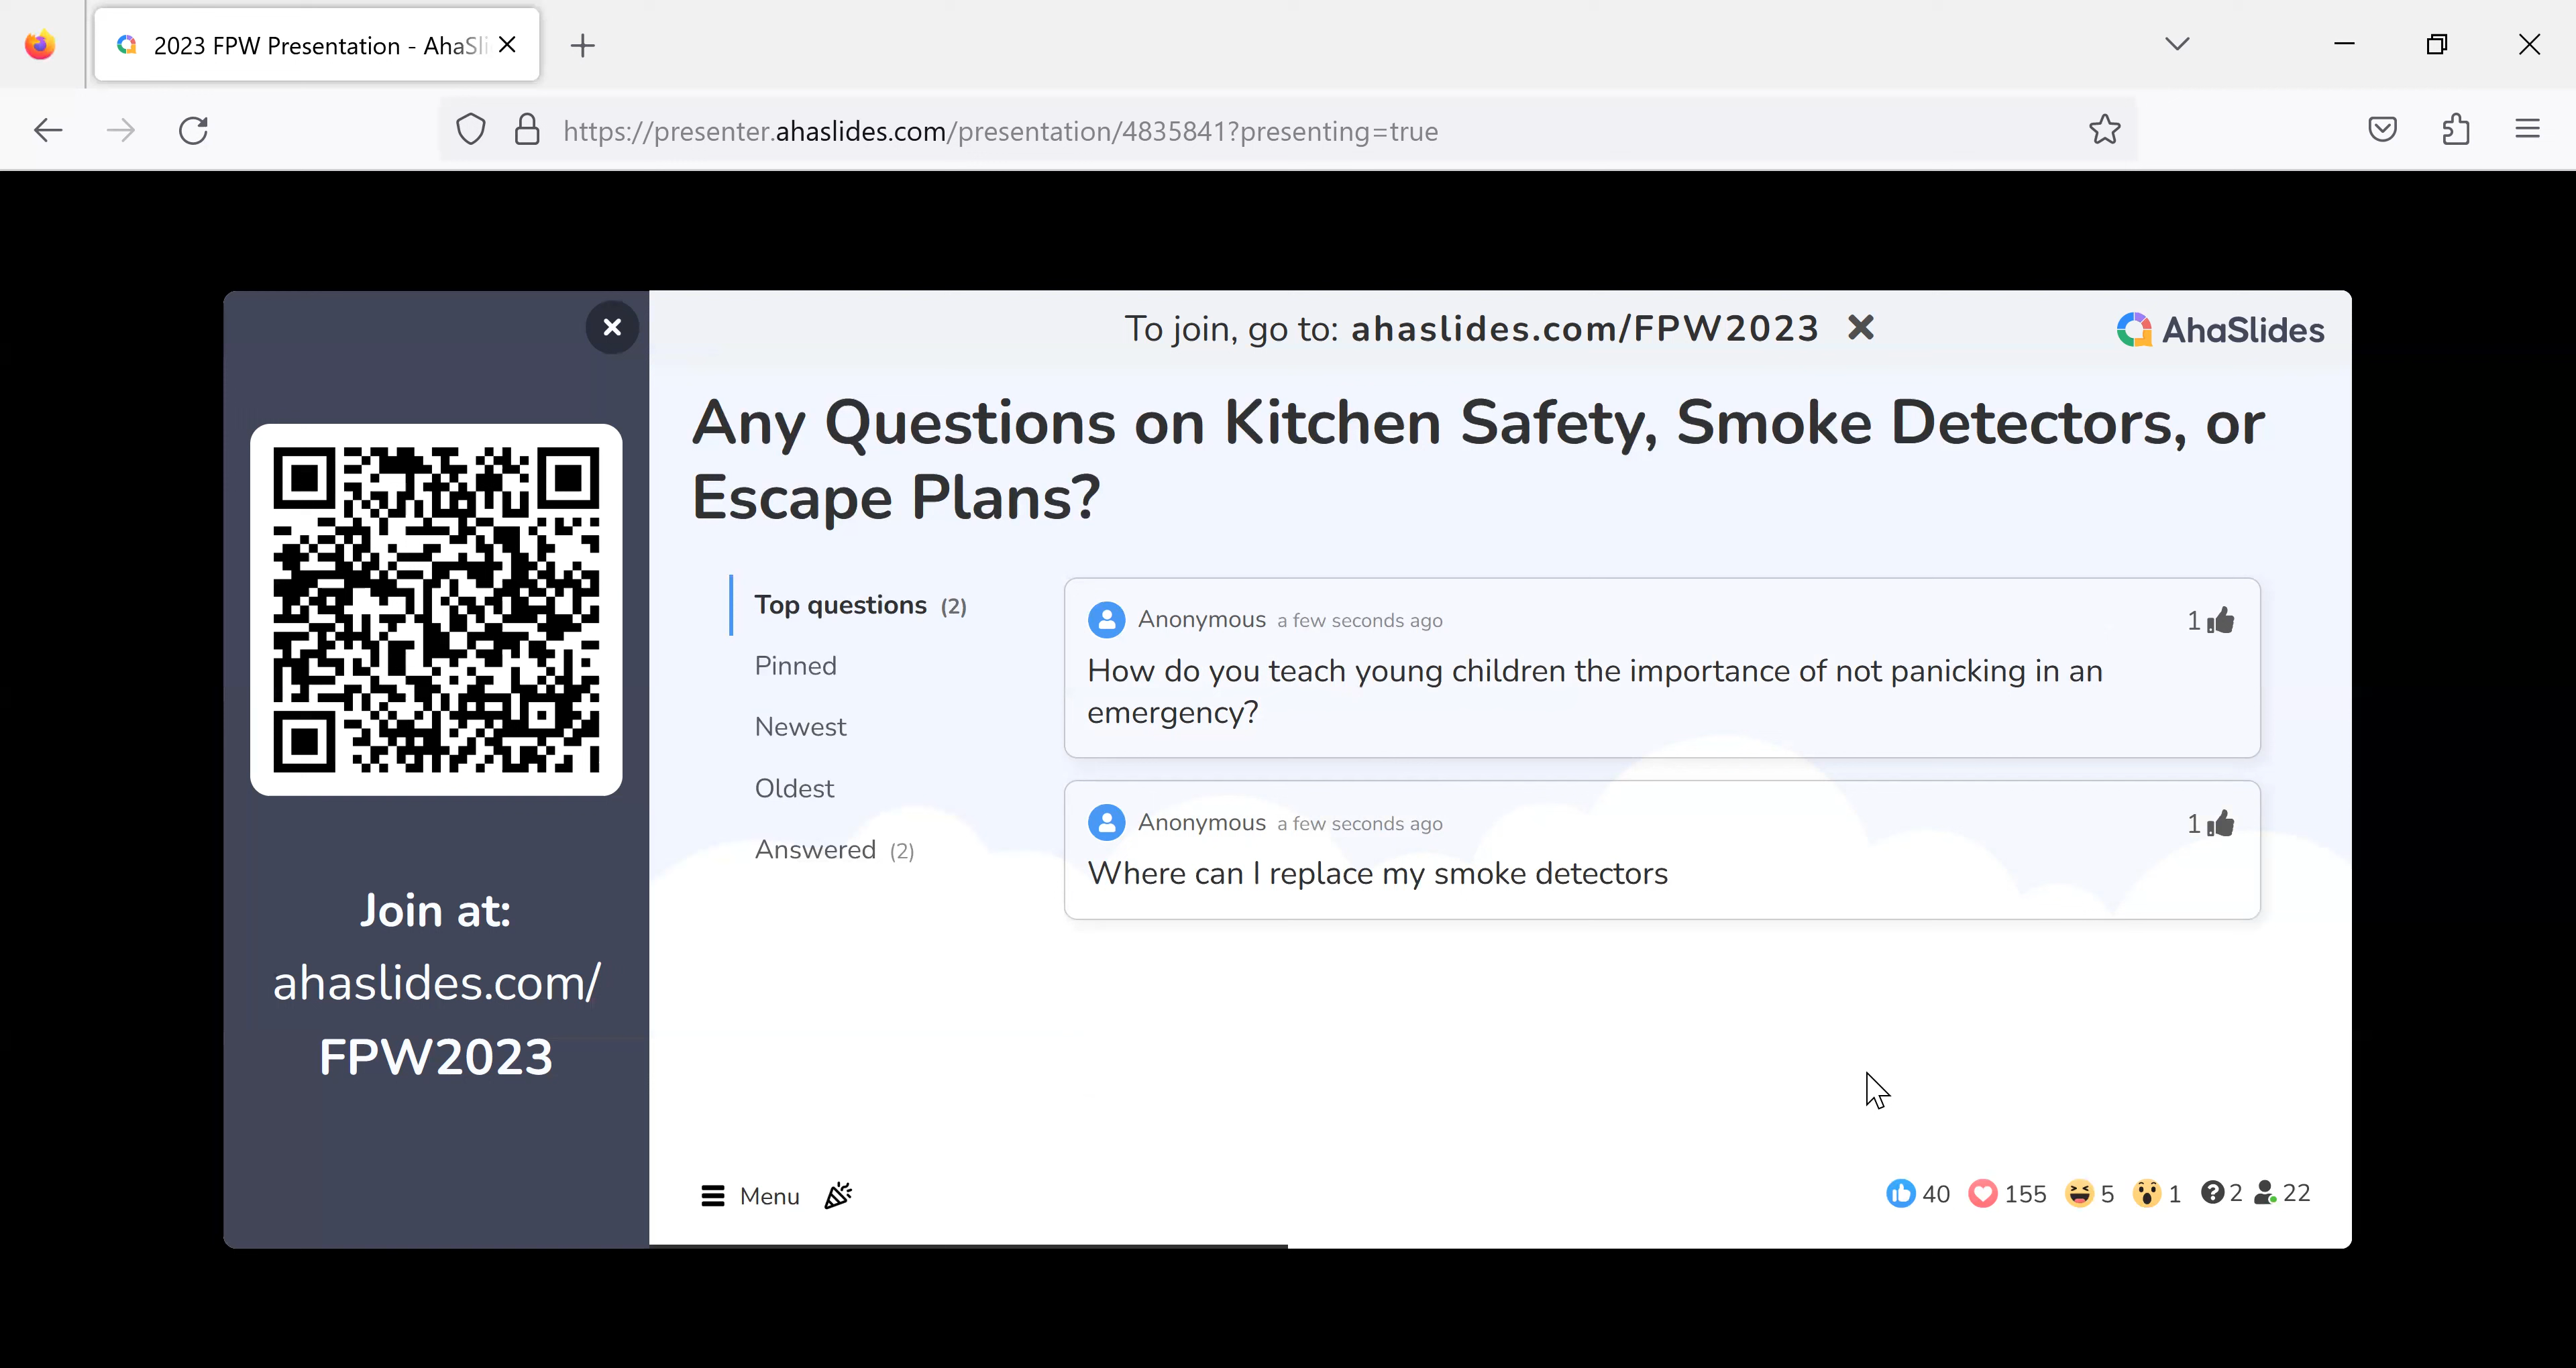 2023 FPW Presentation - AhaSli
https://presenter.ahaslides.com/presentation/4835841?presenting=true
To join, go to: ahaslides.com/FPW2023
AhaSlides
Any Questions on Kitchen Safety, Smoke Detectors, or
Escape Plans?
Top questions (2)
Pinned
Newest
Oldest
Answered (2)
Anonymous a few seconds ago
1
How do you teach young children the importance of not panicking in an
emergency?
Anonymous a few seconds ago
1
Where can I replace my smoke detectors
Join at:
ahaslides.com/
FPW2023
Menu
40 155 5 1 2 22